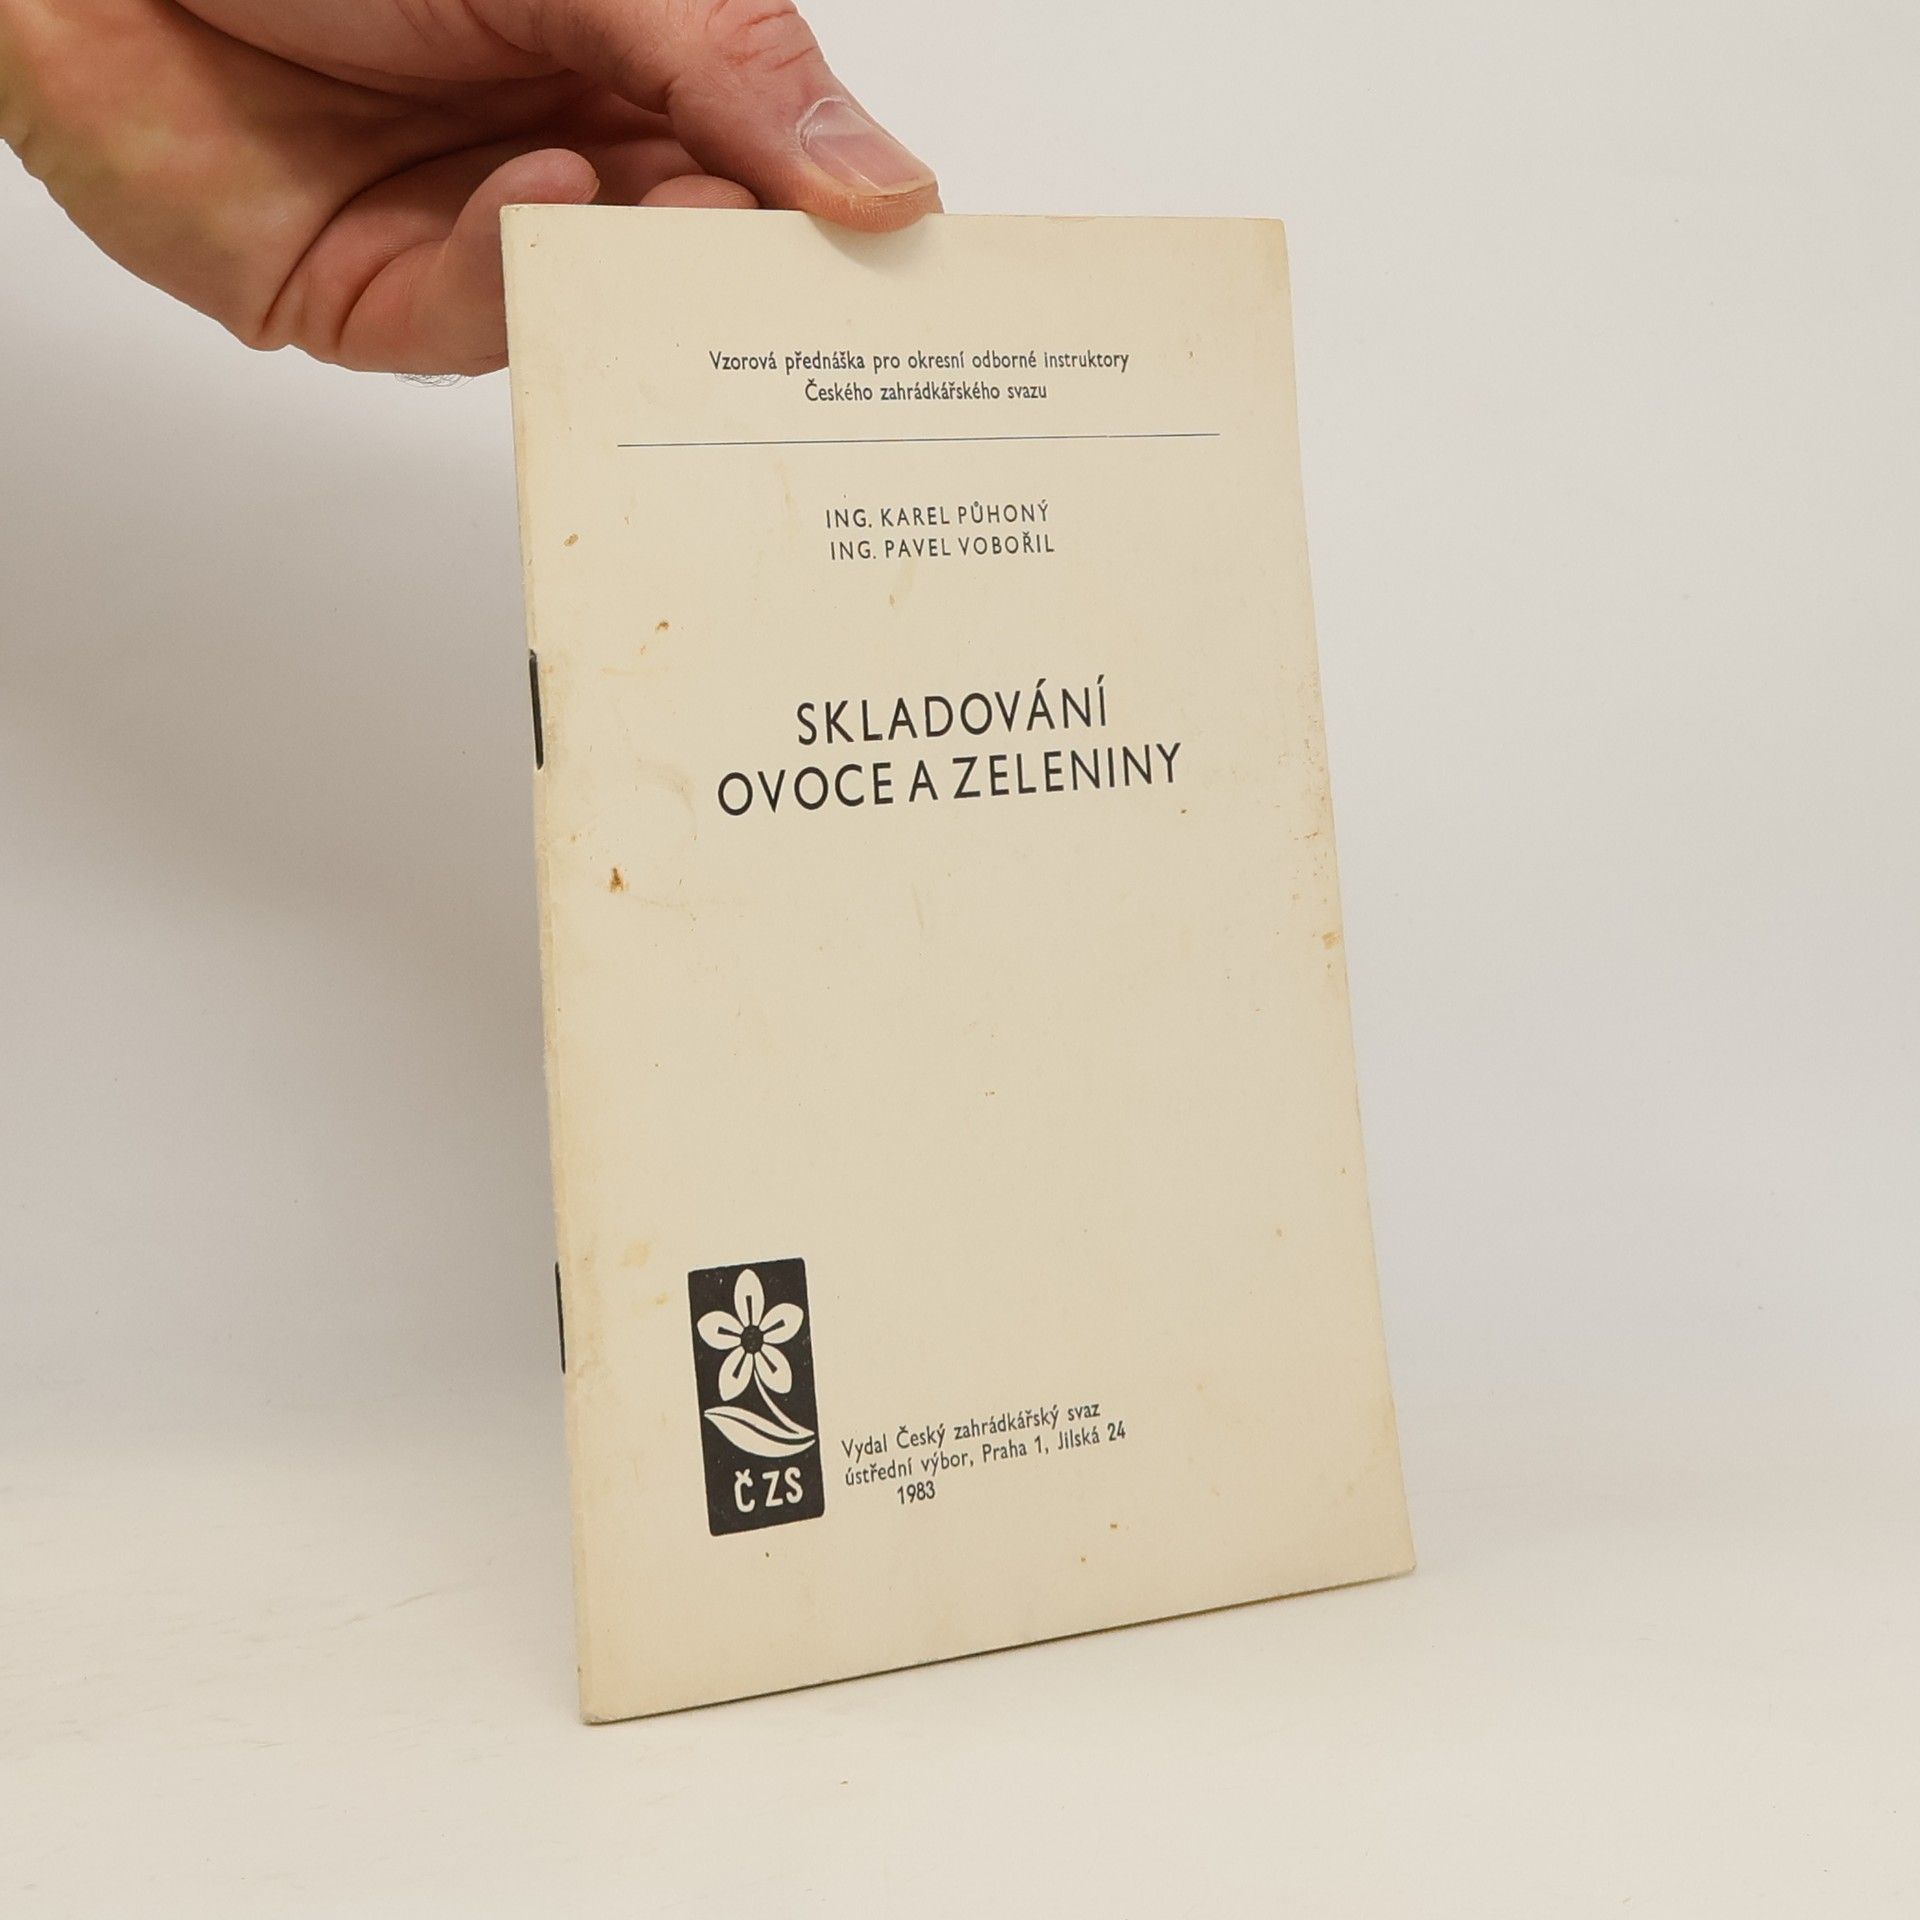 Vzorová přednáška pro okresní odborné instruktory
Českého zahrádkářského svazu
ING. KAREL PŮHONÝ
ING. PAVEL VOBOŘIL
SKLADOVÁNÍ
OVOCE A ZELENINY
ČZS
Vydal Český zahrádkářský svaz
ústřední výbor, Praha 1, Jilská 24
1983